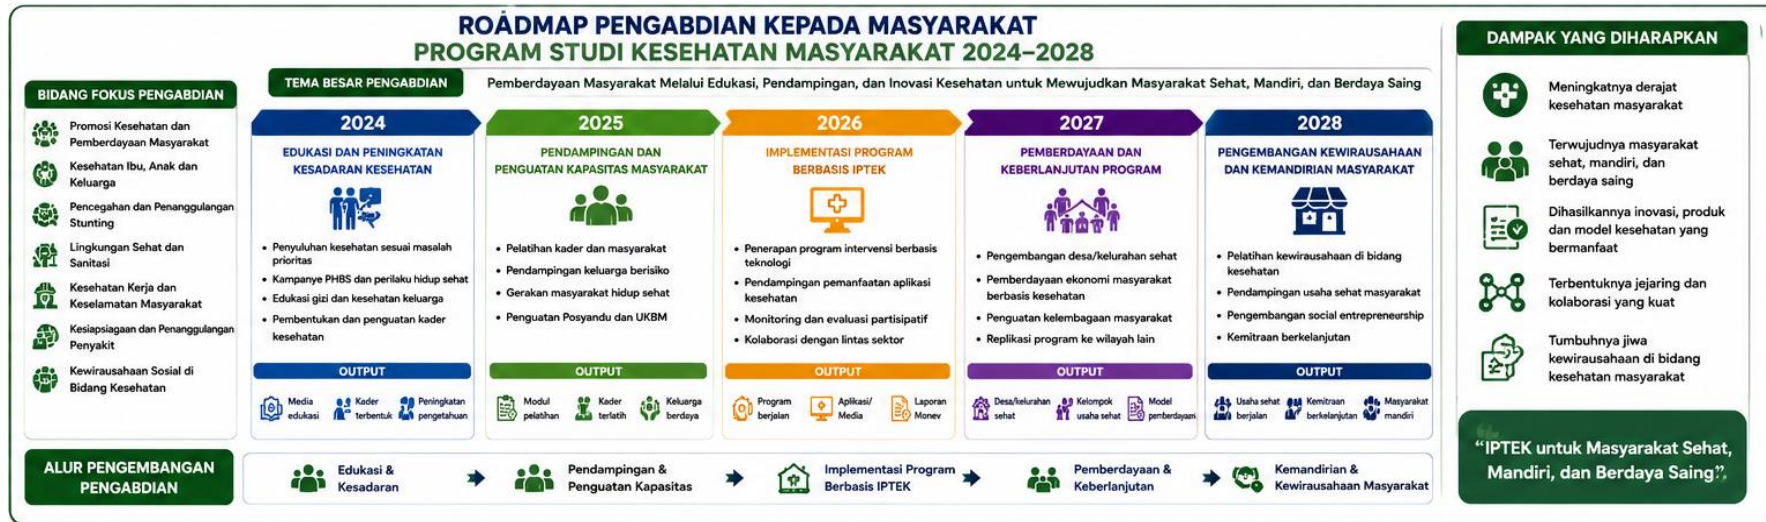 ROADMAP PENGABDIAN KEPADA MASYARAKAT
PROGRAM STUDI KESEHATAN MASYARAKAT 2024–2028
TEMA BESAR PENGABDIAN
Pemberdayaan Masyarakat Melalui Edukasi, Pendampingan, dan Inovasi Kesehatan untuk Mewujudkan Masyarakat Sehat, Mandiri, dan Berdaya Saing
BIDANG FOKUS PENGABDIAN
Promosi Kesehatan dan
Pemberdayaan Masyarakat
Kesehatan Ibu, Anak dan
Keluarga
Pencegahan dan Penanggulangan
Stunting
Lingkungan Sehat dan
Sanitasi
Kesehatan Kerja dan
Keselamatan Masyarakat
Kesiapsiagaan dan Penanggulangan
Penyakit
Kewirausahaan Sosial di
Bidang Kesehatan
2024
EDUKASI DAN PENINGKATAN
KESADARAN KESEHATAN
• Penyuluhan kesehatan sesuai masalah
prioritas
• Kampanye PHBS dan perilaku hidup sehat
• Edukasi gizi dan kesehatan keluarga
• Pembentukan dan penguatan kader
kesehatan
OUTPUT
Media
edukasi
Kader
terbentuk
Peningkatan
pengetahuan
2025
PENDAMPINGAN DAN
PENGUATAN KAPASITAS MASYARAKAT
• Pelatihan kader dan masyarakat
• Pendampingan keluarga berisiko
• Gerakan masyarakat hidup sehat
• Penguatan Posyandu dan UKBM
OUTPUT
Modul
pelatihan
Kader
terlatih
Keluarga
berdaya
2026
IMPLEMENTASI PROGRAM
BERBASIS IPTEK
• Penerapan program intervensi berbasis
teknologi
• Pendampingan pemanfaatan aplikasi
kesehatan
• Monitoring dan evaluasi partisipatif
• Kolaborasi dengan lintas sektor
OUTPUT
Program
berjalan
Aplikasi/
Media
Laporan
Monev
2027
PEMBERDAYAAN DAN
KEBERLANJUTAN PROGRAM
• Pengembangan desa/kelurahan sehat
• Pemberdayaan ekonomi masyarakat
berbasis kesehatan
• Penguatan kelembagaan masyarakat
• Replikasi program ke wilayah lain
OUTPUT
Desa/kelurahan
sehat
Kelompok
usaha sehat
Model
pemberdayaan
2028
PENGEMBANGAN KEWIRAUSAHAAN
DAN KEMANDIRIAN MASYARAKAT
• Pelatihan kewirausahaan di bidang
kesehatan
• Pendampingan usaha sehat masyarakat
• Pengembangan social entrepreneurship
• Kemitraan berkelanjutan
OUTPUT
Usaha sehat
berjalan
Kemitraan
berkelanjutan
Masyarakat
mandiri
DAMPAK YANG DIHARAPKAN
Meningkatnya derajat
kesehatan masyarakat
Terwujudnya masyarakat
sehat, mandiri, dan
berdaya saing
Dihasilkannya inovasi, produk
dan model kesehatan yang
bermanfaat
Terbentuknya jejaring dan
kolaborasi yang kuat
Tumbuhnya jiwa
kewirausahaan di bidang
kesehatan masyarakat
"IPTEK untuk Masyarakat Sehat,
Mandiri, dan Berdaya Saing".
ALUR PENGEMBANGAN
PENGABDIAN
Edukasi &
Kesadaran
Pendampingan &
Penguatan Kapasitas
Implementasi Program
Berbasis IPTEK
Pemberdayaan &
Keberlanjutan
Kemandirian &
Kewirausahaan Masyarakat